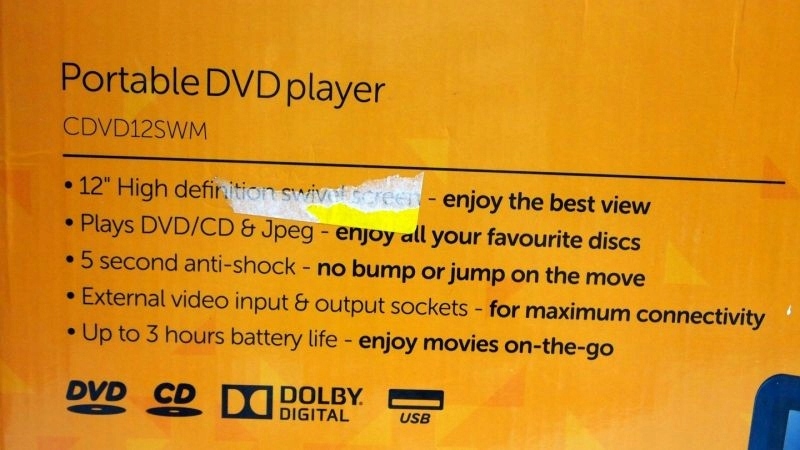 Portable DVD player
CDVD12SWM
• 12" High definition swivel screen - enjoy the best view
• Plays DVD/CD & Jpeg - enjoy all your favourite discs
• 5 second anti-shock - no bump or jump on the move
• External video input & output sockets - for maximum connectivity
• Up to 3 hours battery life - enjoy movies on-the-go
DVD CD DOLBY DIGITAL USB